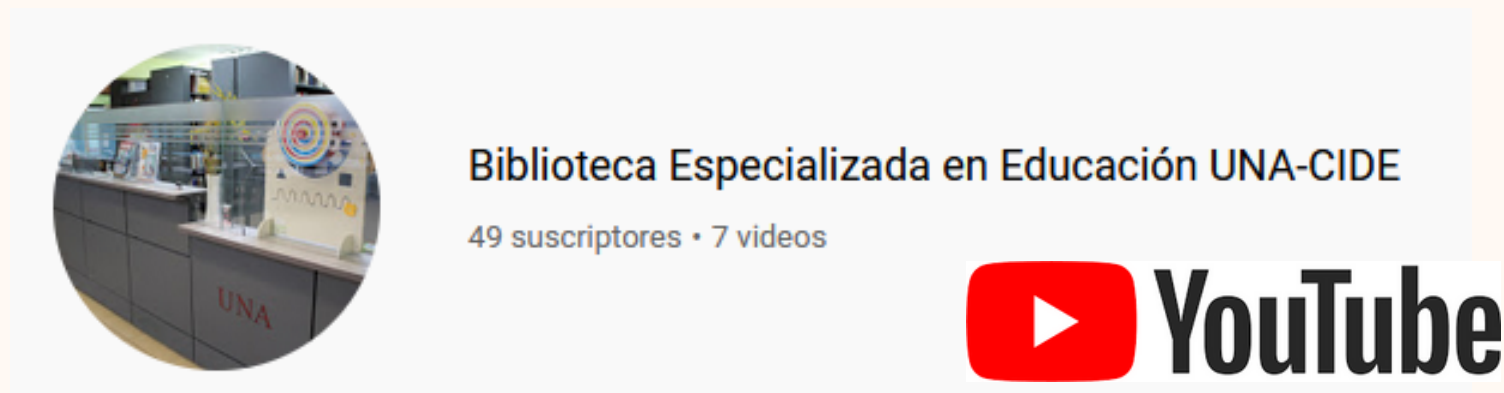 Biblioteca Especializada en Educación UNA-CIDE
49 suscriptores • 7 videos
UNA
YouTube